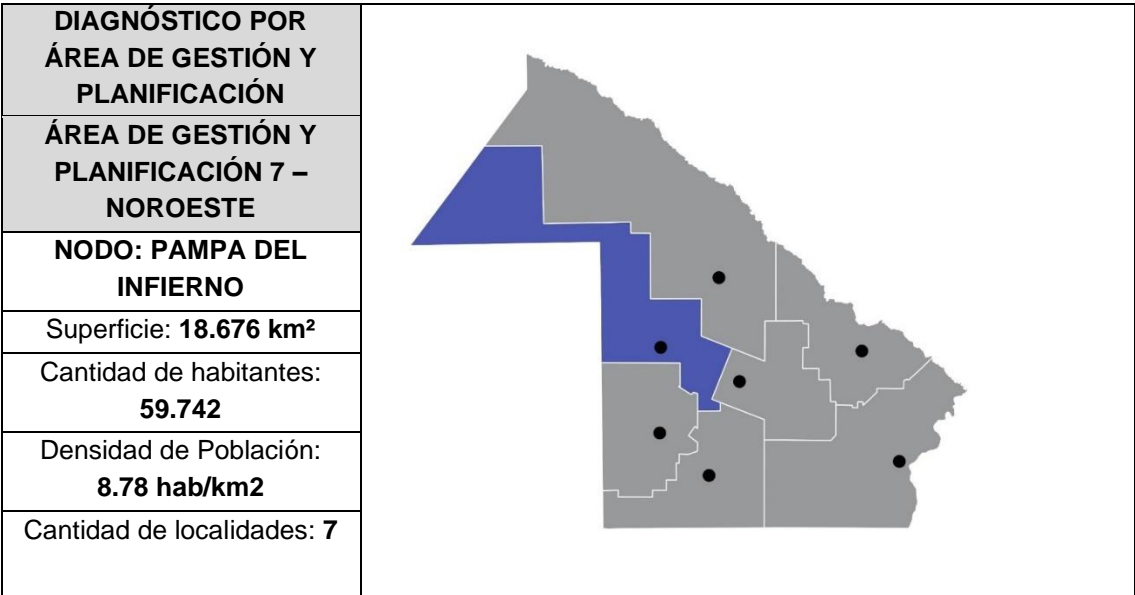 DIAGNÓSTICO POR
ÁREA DE GESTIÓN Y
PLANIFICACIÓN
ÁREA DE GESTIÓN Y
PLANIFICACIÓN 7 –
NOROESTE
NODO: PAMPA DEL
INFIERNO
Superficie: 18.676 km²
Cantidad de habitantes:
59.742
Densidad de Población:
8.78 hab/km2
Cantidad de localidades: 7